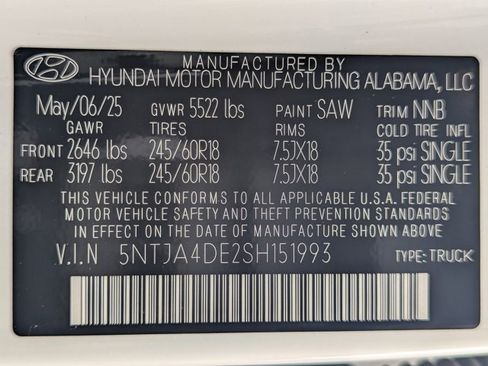 MANUFACTURED BY
HYUNDAI MOTOR MANUFACTURING ALABAMA, LLC
May/06/25 GVWR 5522 lbs PAINT SAW TRIM NNB
GAWR TIRES RIMS COLD TIRE INFL
FRONT 2646 lbs 245/60R18 7.5JX18 35 psi SINGLE
REAR 3197 lbs 245/60R18 7.5JX18 35 psi SINGLE
THIS VEHICLE CONFORMS TO ALL APPLICABLE U.S.A. FEDERAL
MOTOR VEHICLE SAFETY AND THEFT PREVENTION STANDARDS
IN EFFECT ON THE DATE OF MANUFACTURE SHOWN ABOVE.
V.I.N 5NTJA4DE2SH151993 TYPE: TRUCK